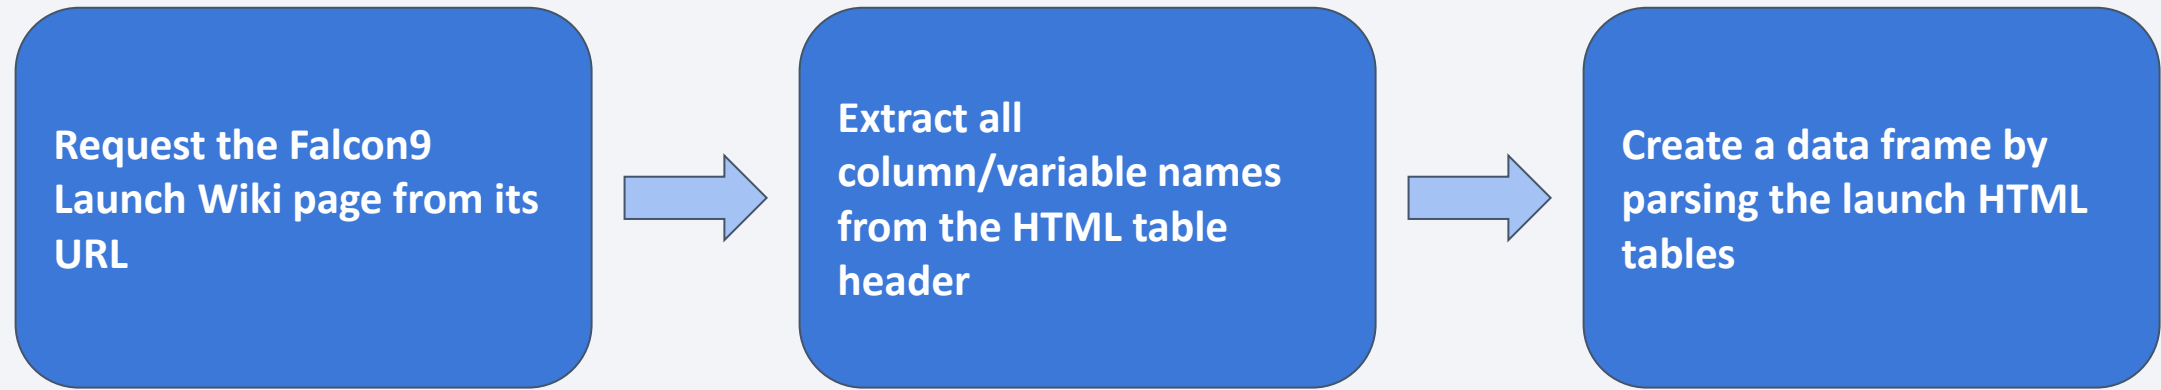 Request the Falcon9
Launch Wiki page from its
URL
Extract all
column/variable names
from the HTML table
header
Create a data frame by
parsing the launch HTML
tables